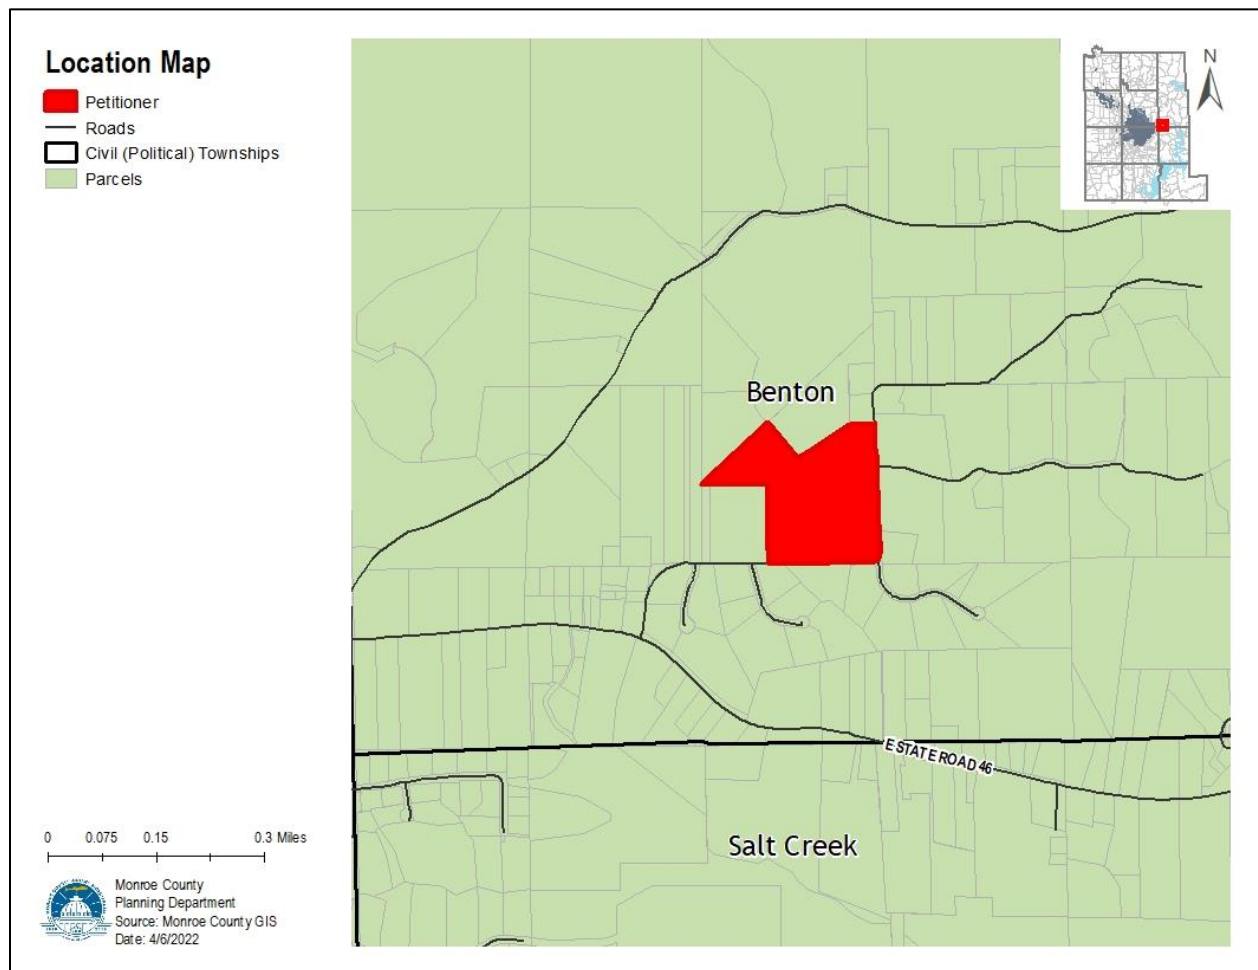 Location Map
Petitioner
Roads
Civil (Political) Townships
Parcels
N
Benton
E STATE ROAD 46
Salt Creek
0 0.075 0.15 0.3 Miles
Monroe County
Planning Department
Source: Monroe County GIS
Date: 4/6/2022